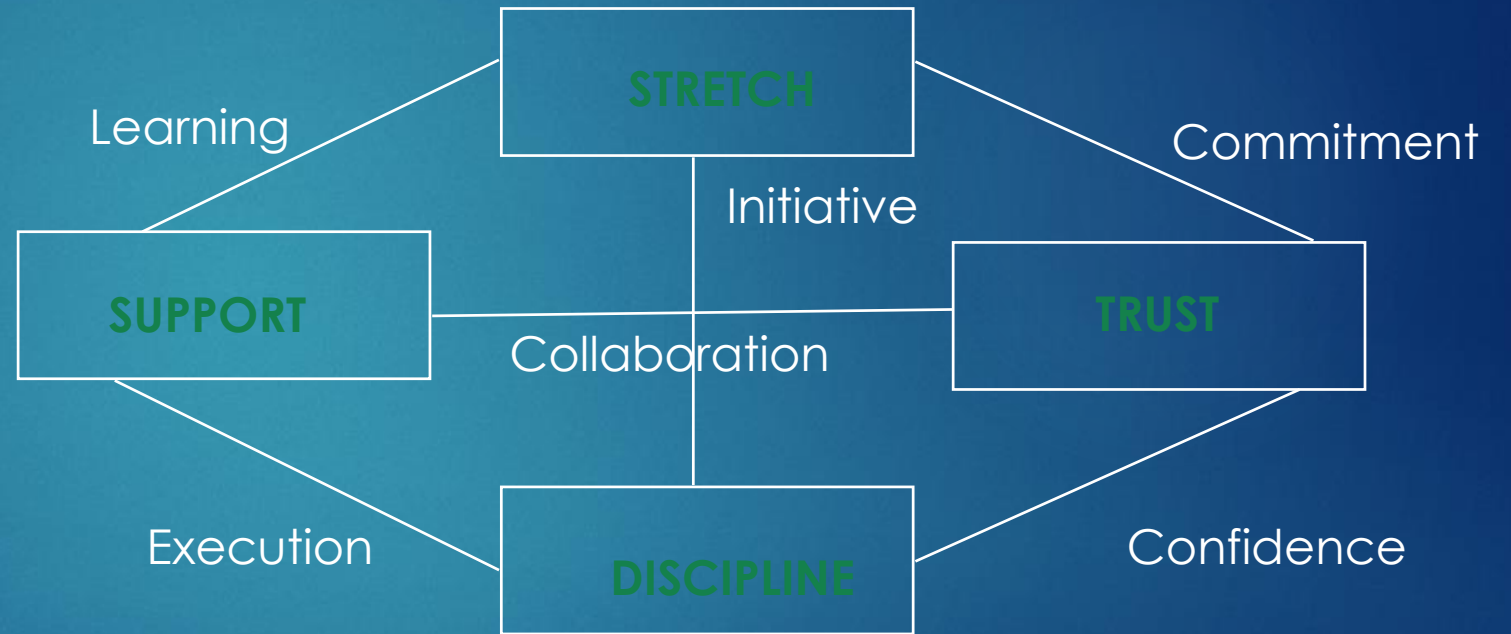 STRETCH
Learning
Commitment
Initiative
SUPPORT
TRUST
Collaboration
Execution
Confidence
DISCIPLINE